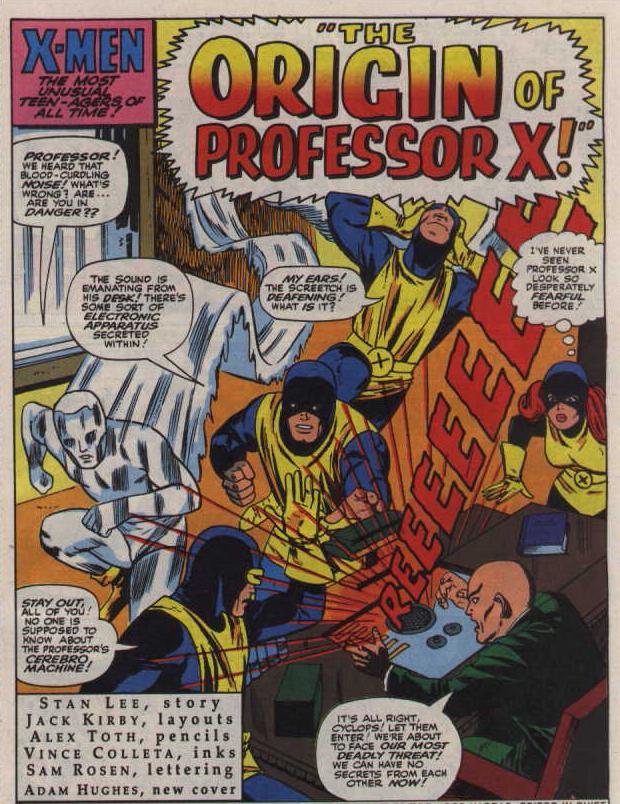 X-MEN
THE MOST
UNUSUAL
TEEN-AGERS OF
ALL TIME!
"THE
ORIGIN OF
PROFESSOR X!"
PROFESSOR!
WE HEARD THAT
BLOOD-CURDLING
NOISE! WHAT'S
WRONG? ARE...
ARE YOU IN
DANGER??
THE SOUND IS
EMANATING FROM
HIS DESK! THERE'S
SOME SORT OF
ELECTRONIC
APPARATUS
SECRETED
WITHIN!
MY EARS!
THE SCREETCH IS
DEAFENING!
WHAT IS IT?
I'VE NEVER
SEEN
PROFESSOR X
LOOK SO
DESPERATELY
FEARFUL
BEFORE!
REEEEEEEEE
STAY OUT,
ALL OF YOU!
NO ONE IS
SUPPOSED TO
KNOW ABOUT
THE PROFESSOR'S
CEREBRO
MACHINE!
IT'S ALL RIGHT,
CYCLOPS! LET THEM
ENTER! WE'RE ABOUT
TO FACE OUR MOST
DEADLY THREAT!
WE CAN HAVE NO
SECRETS FROM EACH
OTHER NOW!
STAN LEE, story
JACK KIRBY, layouts
ALEX TOTH, pencils
VINCE COLLETA, inks
SAM ROSEN, lettering
ADAM HUGHES, new cover